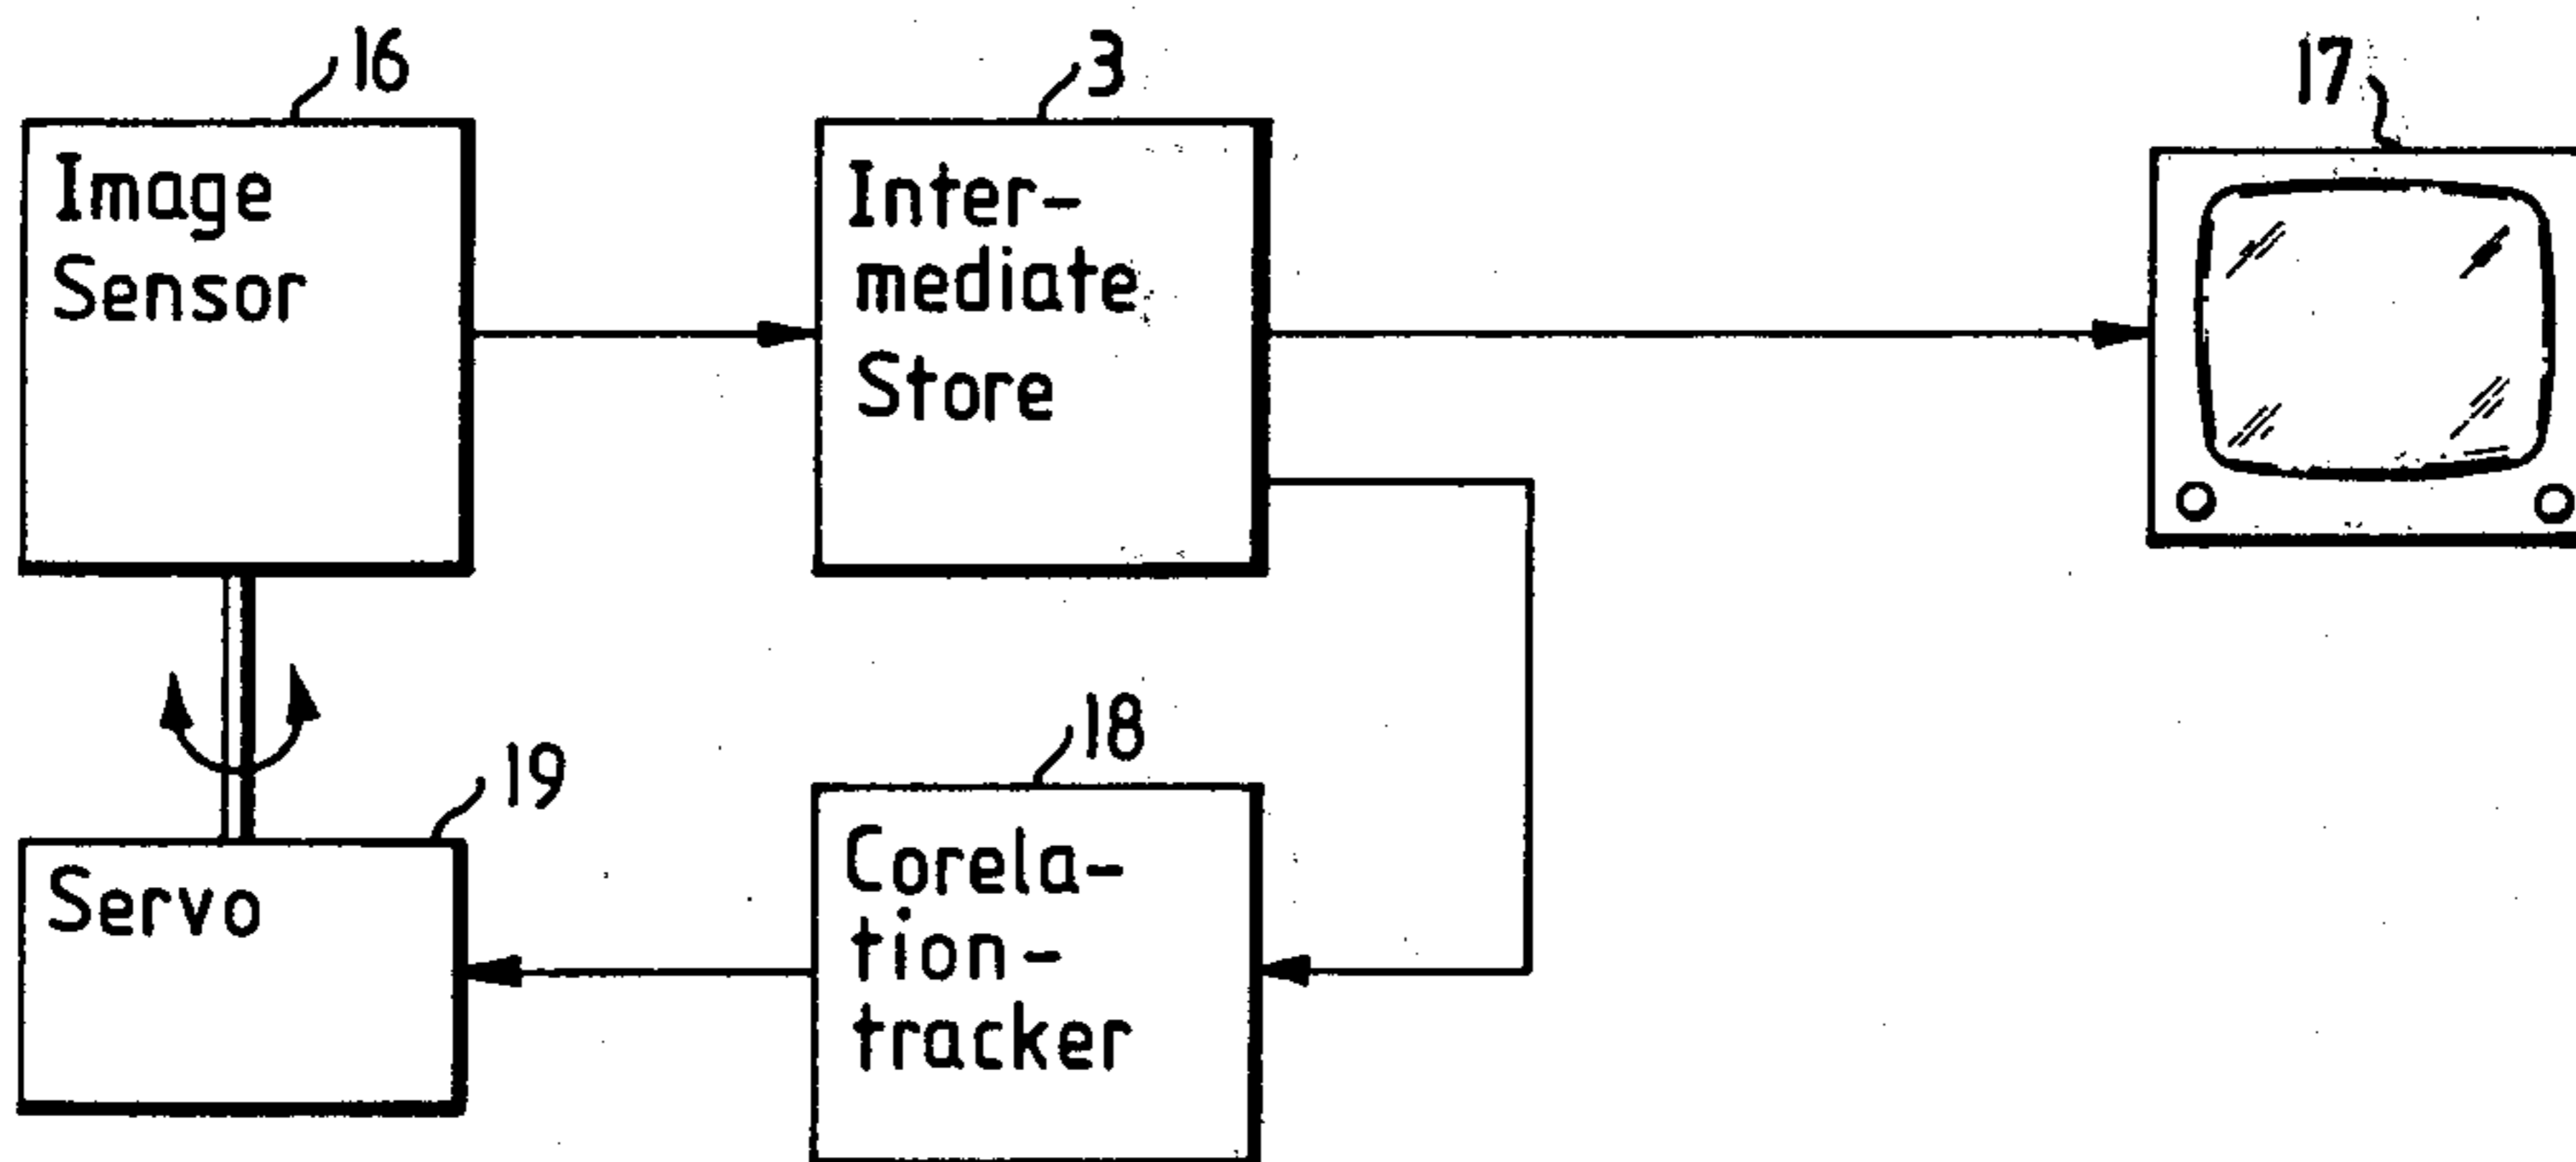 16
3
17
Image
Sensor
Inter-
mediate
Store
18
19
Servo
Corela-
tion-
tracker